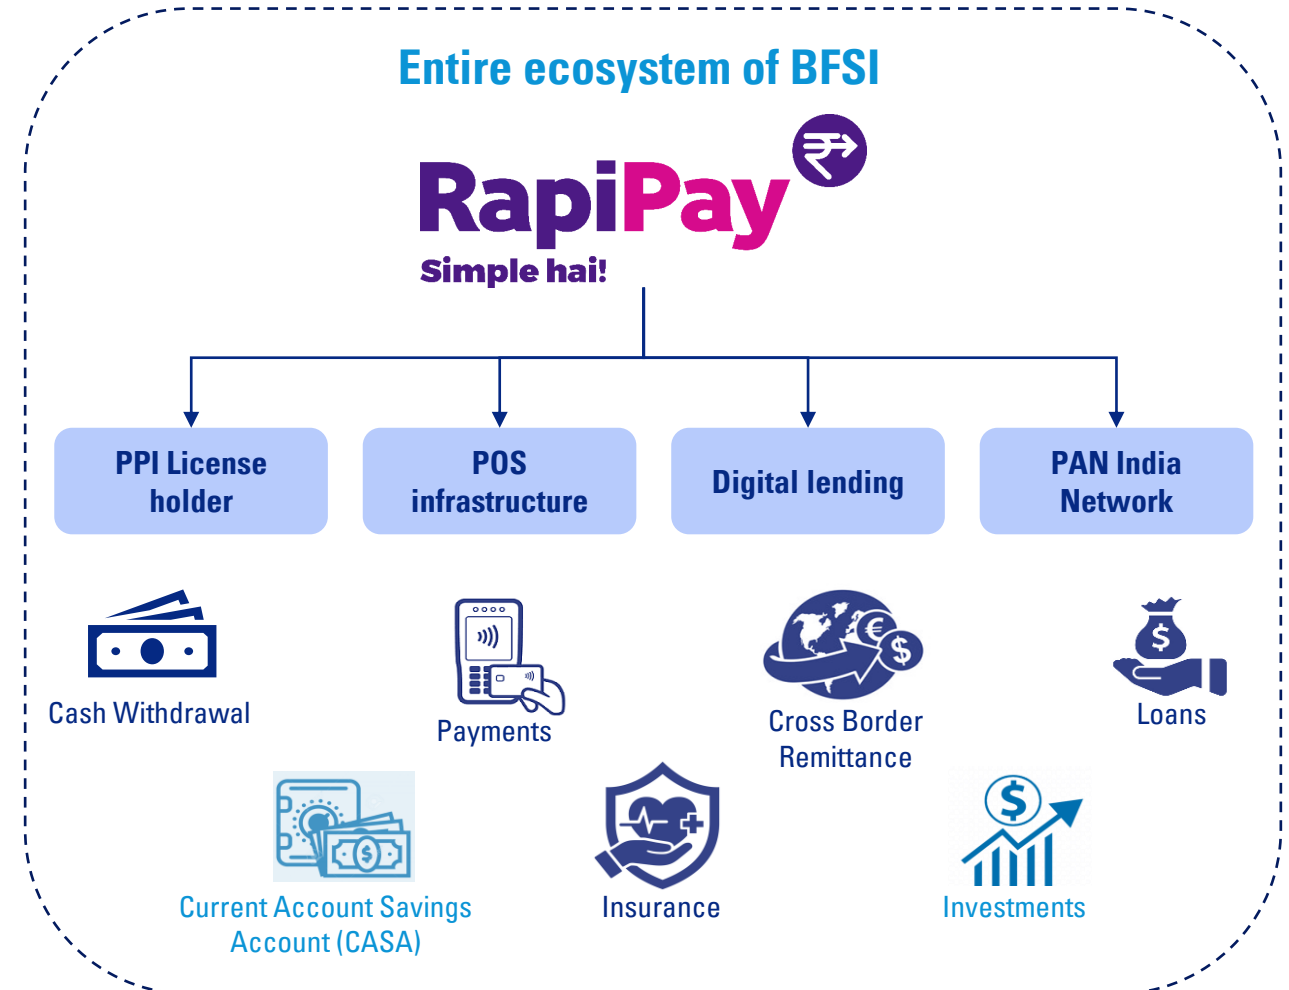 Entire ecosystem of BFSI
RapiPay
Simple hai!
PPI License
holder
POS
infrastructure
Digital lending
PAN India
Network
Cash Withdrawal
Payments
Cross Border
Remittance
Loans
Current Account Savings
Account (CASA)
Insurance
Investments